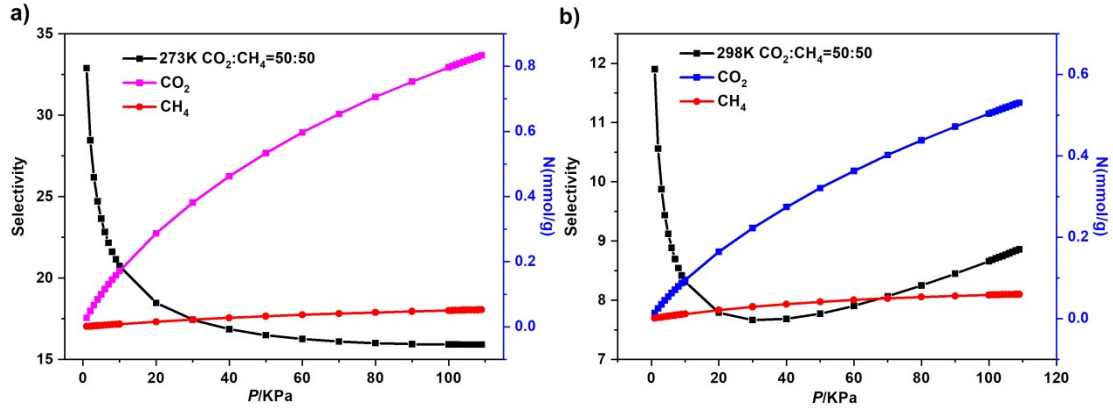 a)
273K CO₂:CH₄=50:50
CO₂
CH₄
Selectivity
35
30
25
20
15
N(mmol/g)
0.8
0.6
0.4
0.2
0.0
0 20 40 60 80 100
P/KPa
b)
298K CO₂:CH₄=50:50
CO₂
CH₄
Selectivity
12
11
10
9
8
7
N(mmol/g)
0.6
0.4
0.2
0.0
0 20 40 60 80 100 120
P/KPa